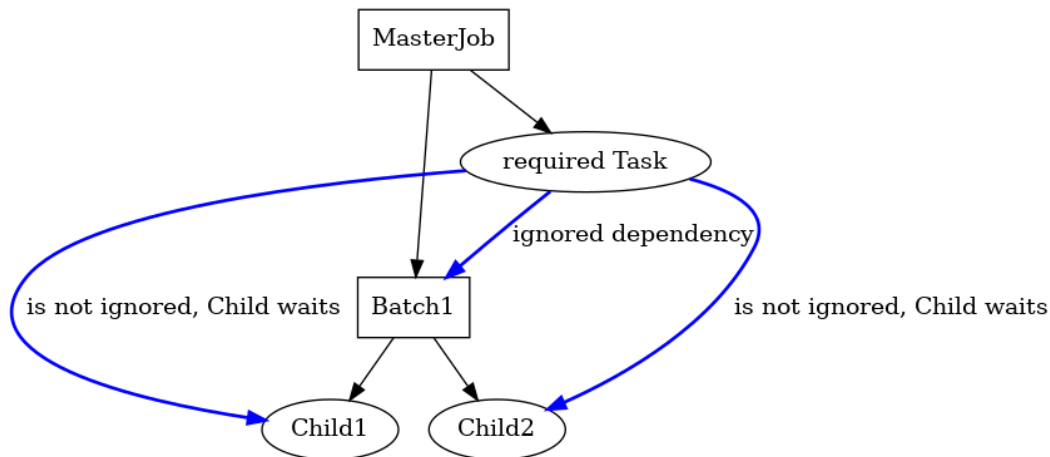 MasterJob
required Task
ignored dependency
is not ignored, Child waits
Batch1
is not ignored, Child waits
Child1
Child2